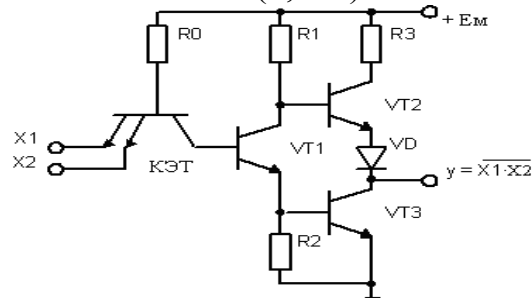 R0
R1
R3
+ Eм
X1
X2
КЭТ
VT1
VT2
VD
y = X1·X2
VT3
R2